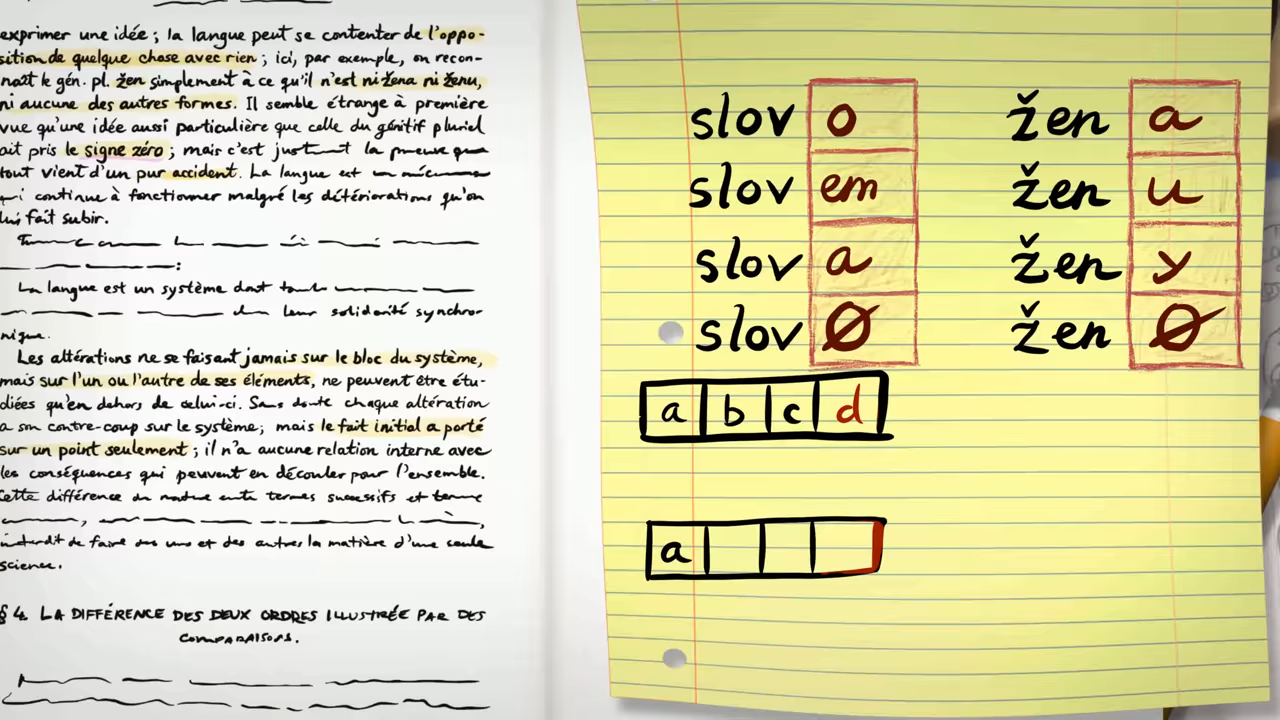 exprimer une idée ; la langue peut se contenter de l'oppo-
sition de quelque chose avec rien ; ici, par exemple, on recon-
naît le gén. pl. žen simplement à ce qu'il n'est ni žena ni ženu,
ni aucune des autres formes. Il semble étrange à première
vue qu'une idée aussi particulière que celle du génitif pluriel
ait pris le signe zéro ; mais c'est justement la preuve que
tout vient d'un pur accident. La langue est
qui continue à fonctionner malgré les détériorations qu'on
lui fait subir.
La langue est un système dont
leur solidarité synchro-
nique.
Les altérations ne se faisant jamais sur le bloc du système,
mais sur l'un ou l'autre de ses éléments, ne peuvent être étu-
diées qu'en dehors de celui-ci. Sans doute chaque altération
a son contre-coup sur le système ; mais le fait initial a porté
sur un point seulement ; il n'a aucune relation interne avec
les conséquences qui peuvent en découler pour l'ensemble.
Cette différence de nature entre termes successifs et
interdit de faire des uns et des autres la matière d'une seule
science.
§ 4. LA DIFFÉRENCE DES DEUX ORDRES ILLUSTRÉE PAR DES
COMPARAISONS.
slov o
slov em
slov a
slov Ø
žen a
žen u
žen y
žen Ø
a b c d
a